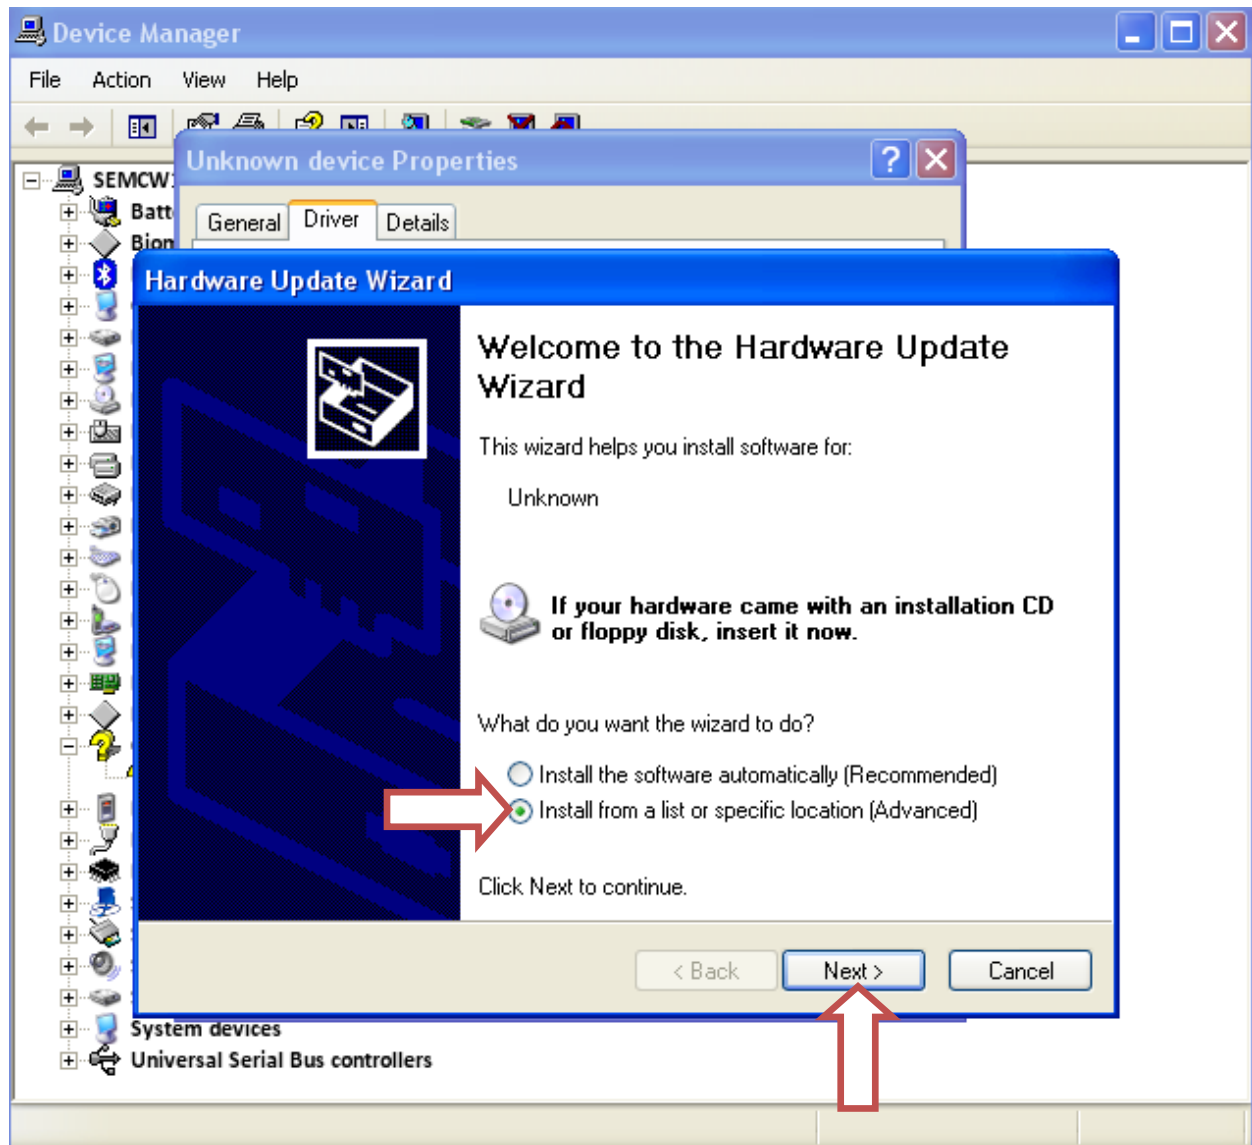 Device Manager
File Action View Help
Unknown device Properties
SEMCW
Batt
General Driver Details
Biom
Hardware Update Wizard
Welcome to the Hardware Update
Wizard
This wizard helps you install software for:
Unknown
If your hardware came with an installation CD
or floppy disk, insert it now.
What do you want the wizard to do?
Install the software automatically (Recommended)
Install from a list or specific location (Advanced)
Click Next to continue.
< Back Next > Cancel
System devices
Universal Serial Bus controllers